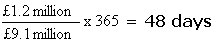 £1.2 million
£9.1 million x 365 = 48 days